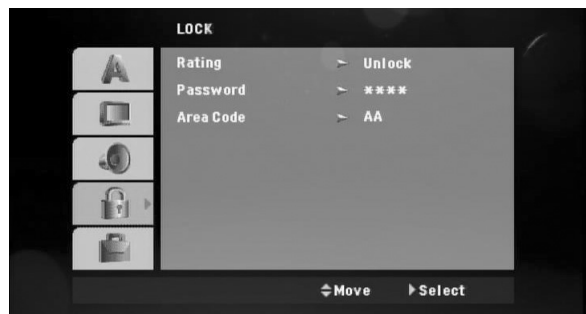 LOCK
Rating Unlock
Password ****
Area Code AA
Move Select